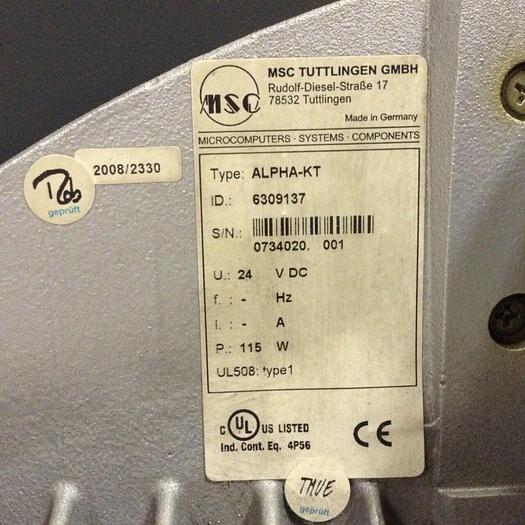 MSC
MSC TUTTLINGEN GMBH
Rudolf-Diesel-Straße 17
78532 Tuttlingen
Made in Germany
MICROCOMPUTERS · SYSTEMS · COMPONENTS
2008/2330
geprüft
Type: ALPHA-KT
ID.: 6309137
S/N.:
0734020. 001
U.: 24 V DC
f. : - Hz
I. : - A
P.: 115 W
UL508: type1
C UL US LISTED
Ind. Cont. Eq. 4P56
CE
TMUE
geprüft